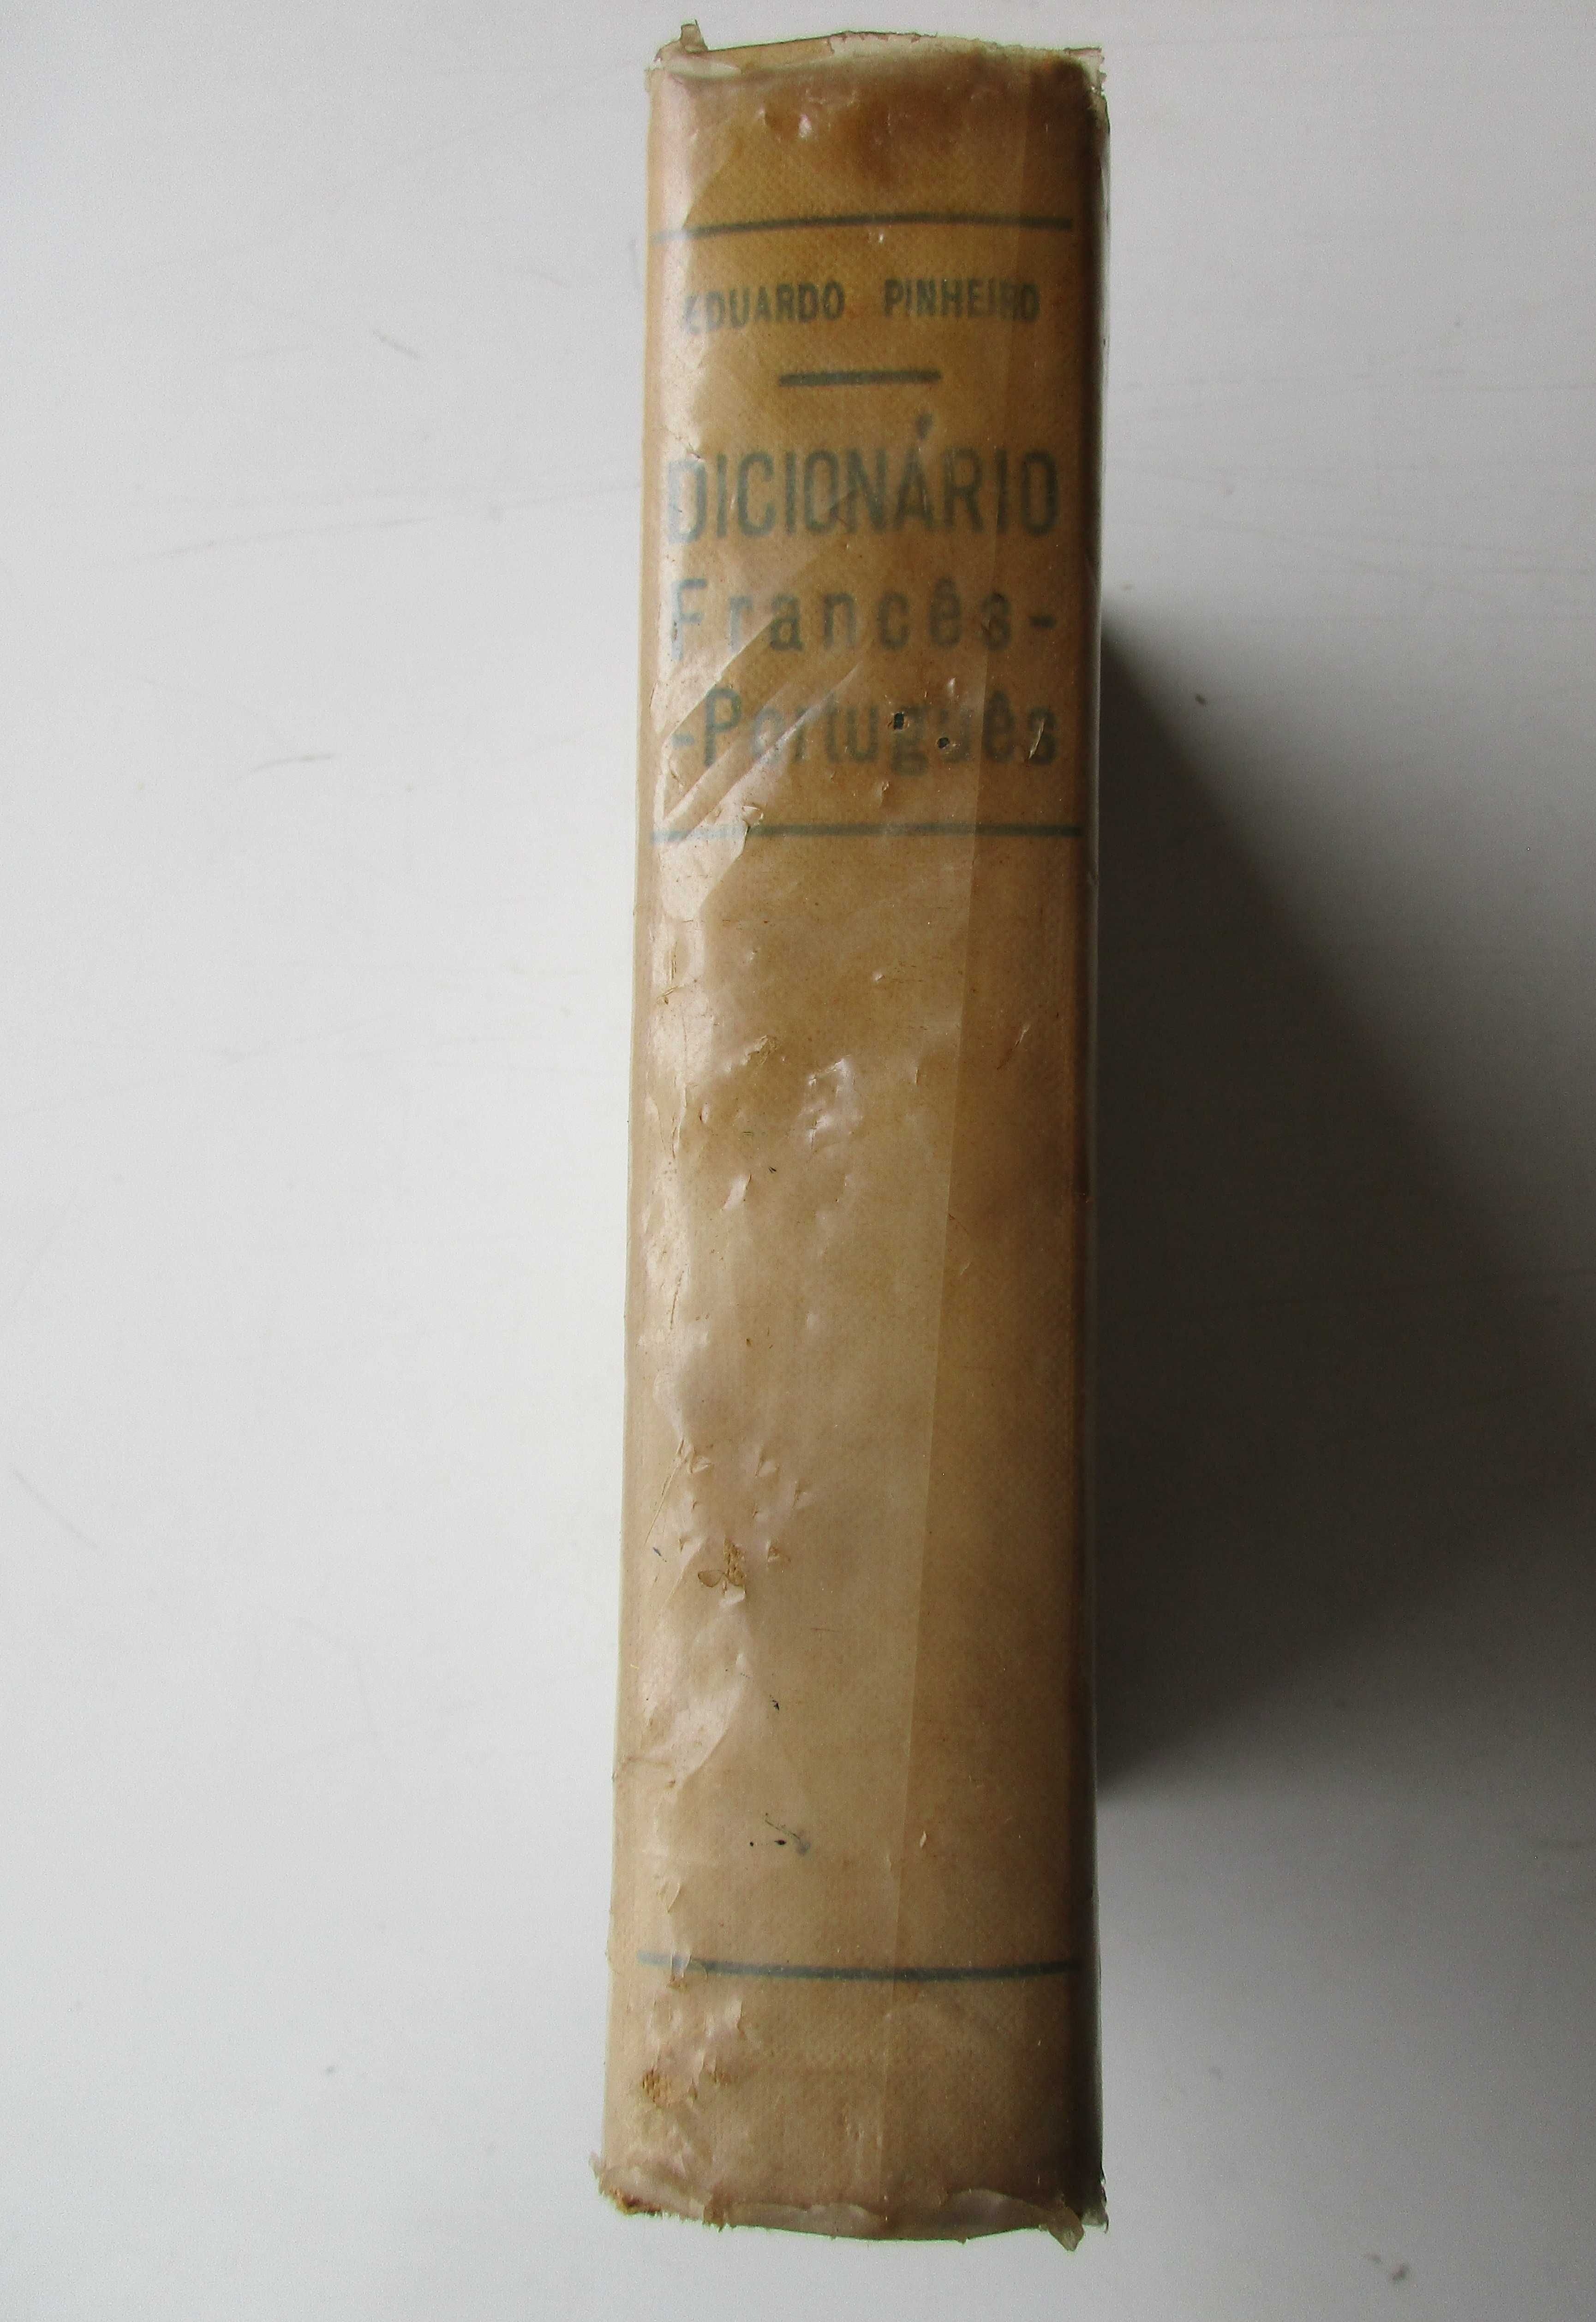 EDUARDO PINHEIRO
DICIONÁRIO
Francês-
-Português